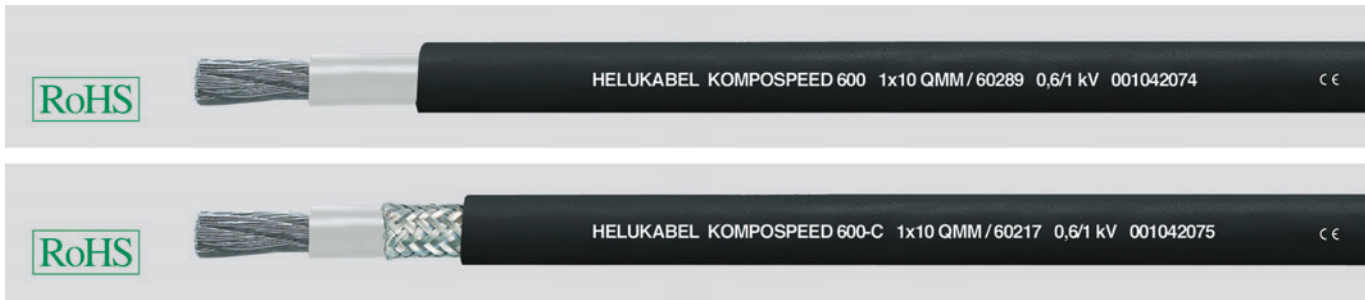 RoHS
HELUKABEL KOMPOSPEED 600 1x10 QMM / 60289 0,6/1 kV 001042074 CE
RoHS
HELUKABEL KOMPOSPEED 600-C 1x10 QMM / 60217 0,6/1 kV 001042075 CE